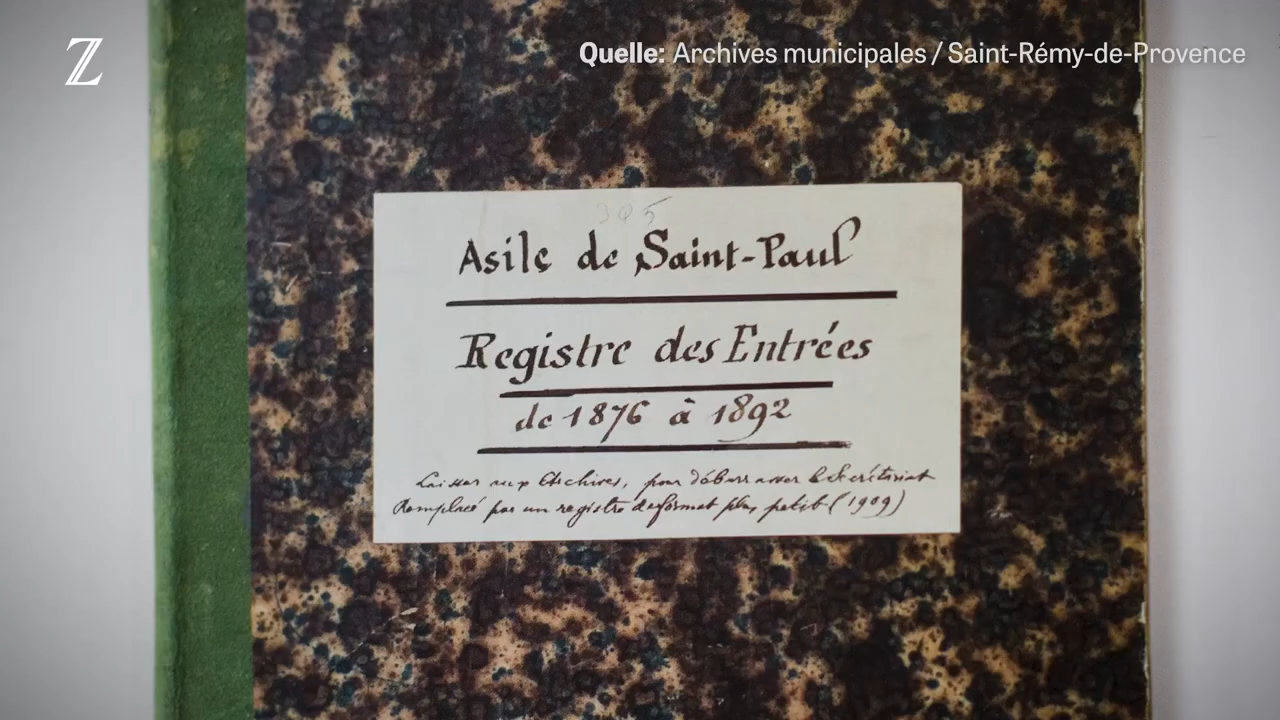 Z
Quelle: Archives municipales / Saint-Rémy-de-Provence
305
Asile de Saint-Paul
Registre des Entrées
de 1876 à 1892
Laisser aux Archives, pour débarrasser le Secrétariat
Remplacé par un registre de format plus petit (1909)